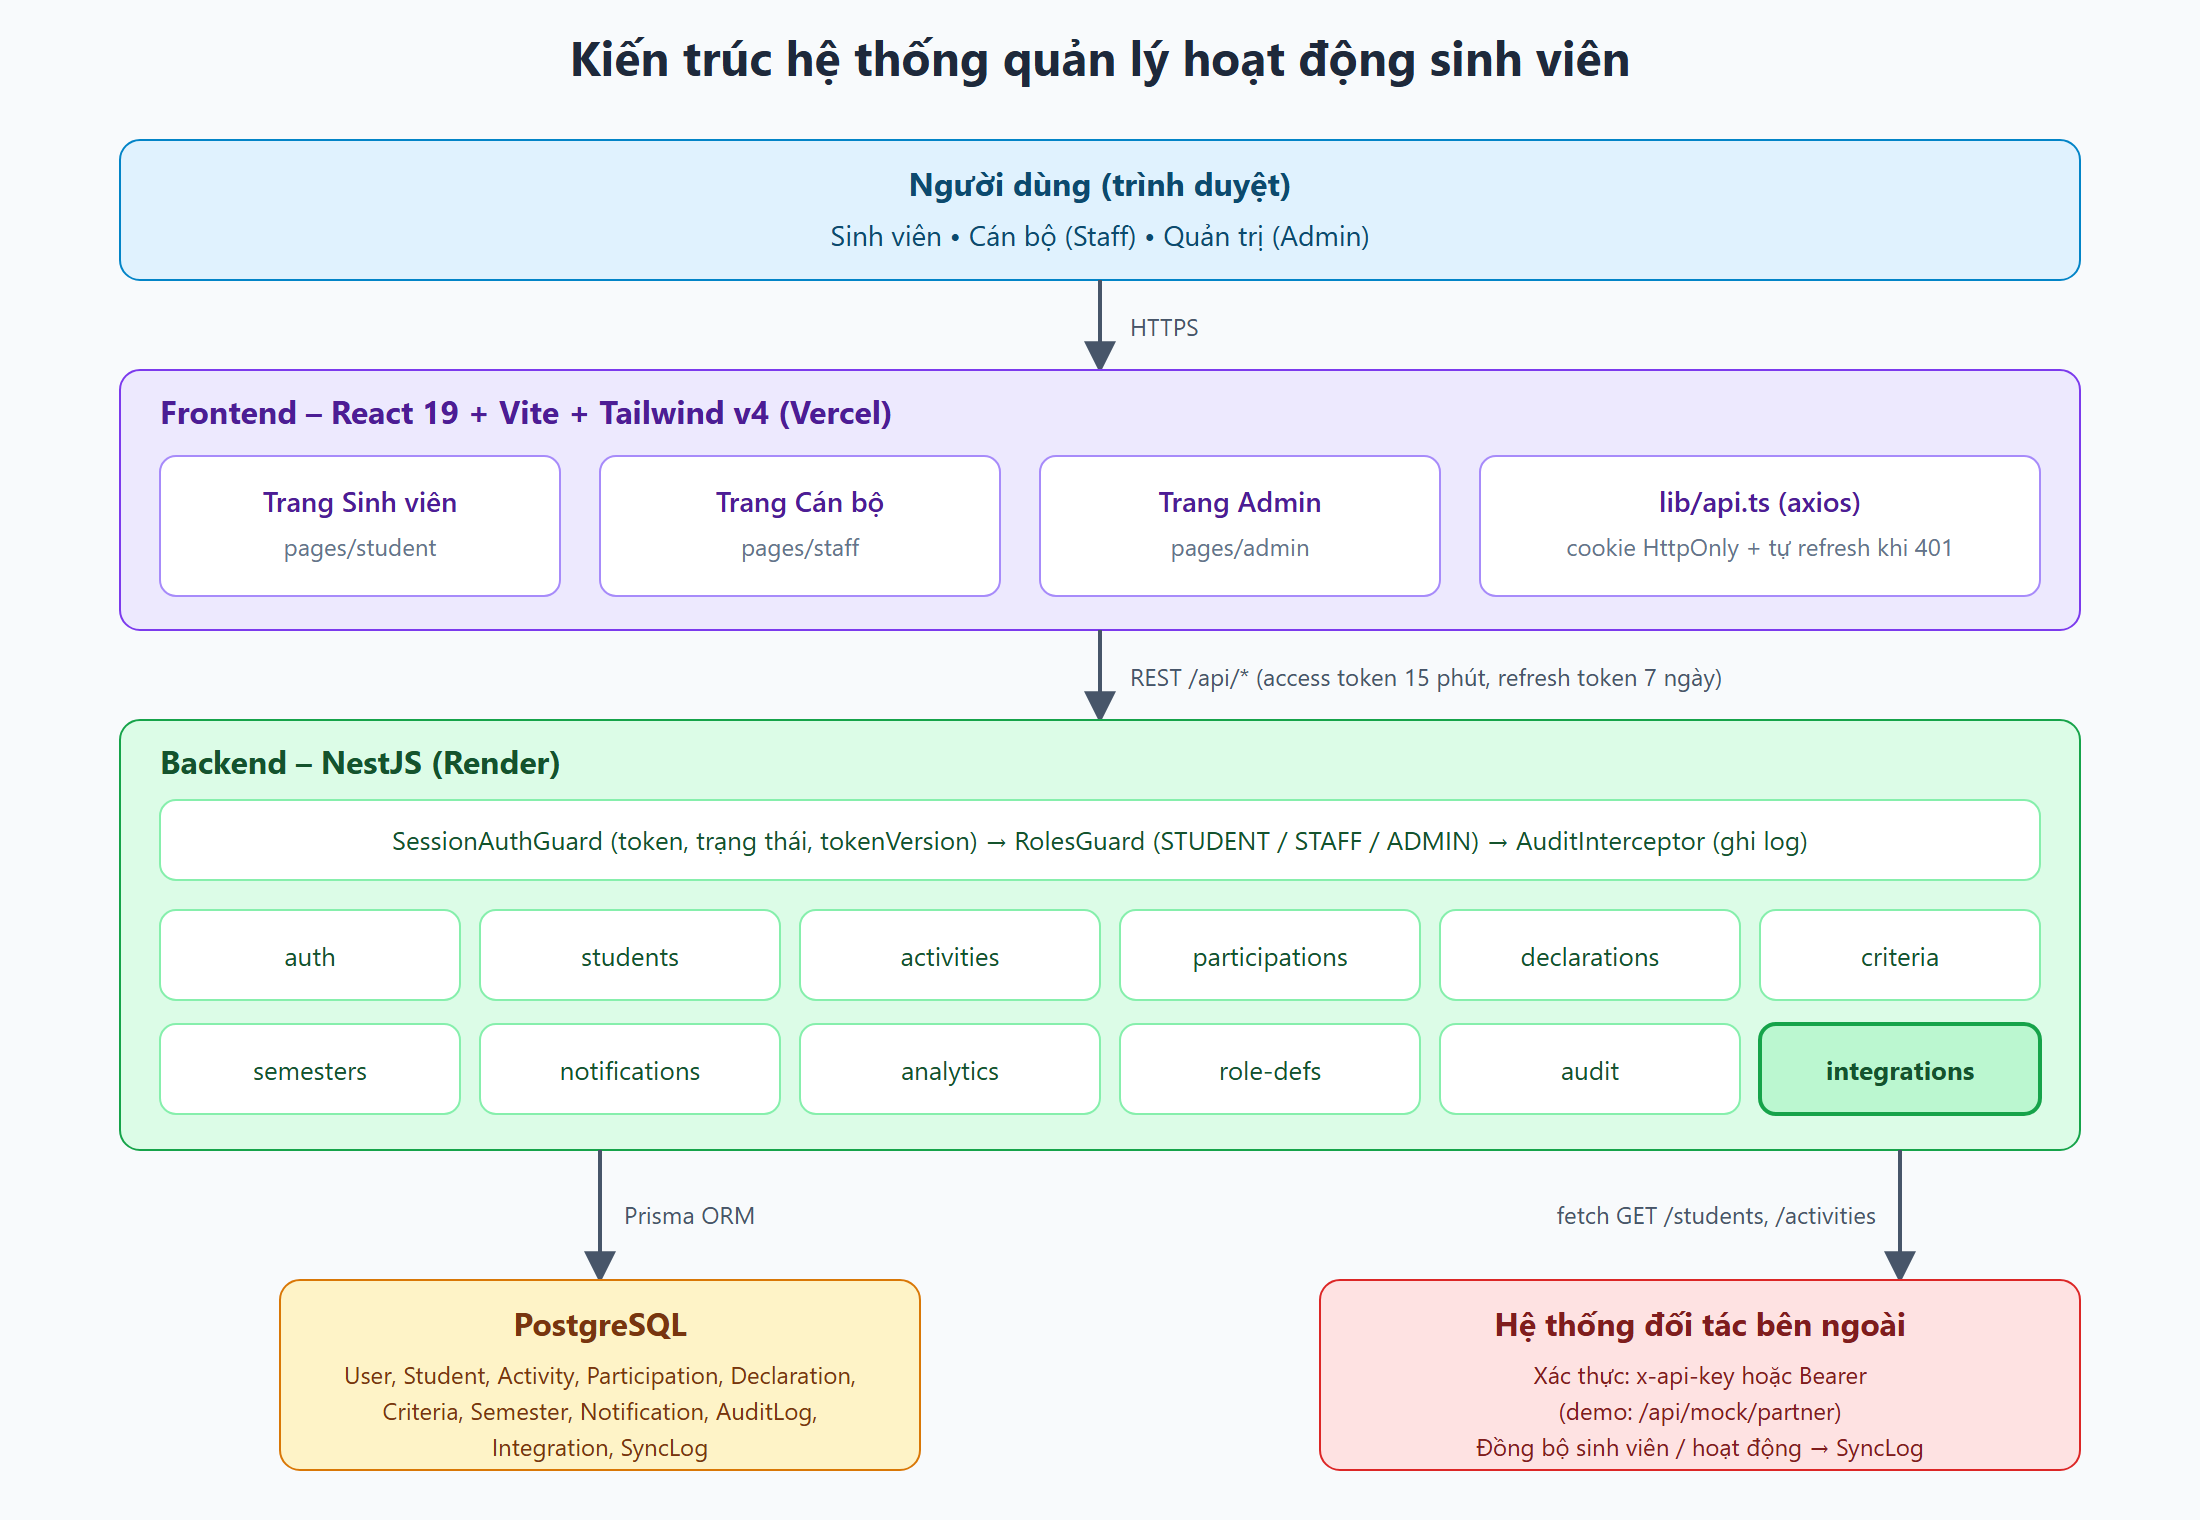 Kiến trúc hệ thống quản lý hoạt động sinh viên
Người dùng (trình duyệt)
Sinh viên • Cán bộ (Staff) • Quản trị (Admin)
HTTPS
Frontend – React 19 + Vite + Tailwind v4 (Vercel)
Trang Sinh viên
pages/student
Trang Cán bộ
pages/staff
Trang Admin
pages/admin
lib/api.ts (axios)
cookie HttpOnly + tự refresh khi 401
REST /api/* (access token 15 phút, refresh token 7 ngày)
Backend – NestJS (Render)
SessionAuthGuard (token, trạng thái, tokenVersion) → RolesGuard (STUDENT / STAFF / ADMIN) → AuditInterceptor (ghi log)
auth
students
activities
participations
declarations
criteria
semesters
notifications
analytics
role-defs
audit
integrations
Prisma ORM
fetch GET /students, /activities
PostgreSQL
User, Student, Activity, Participation, Declaration,
Criteria, Semester, Notification, AuditLog,
Integration, SyncLog
Hệ thống đối tác bên ngoài
Xác thực: x-api-key hoặc Bearer
(demo: /api/mock/partner)
Đồng bộ sinh viên / hoạt động → SyncLog